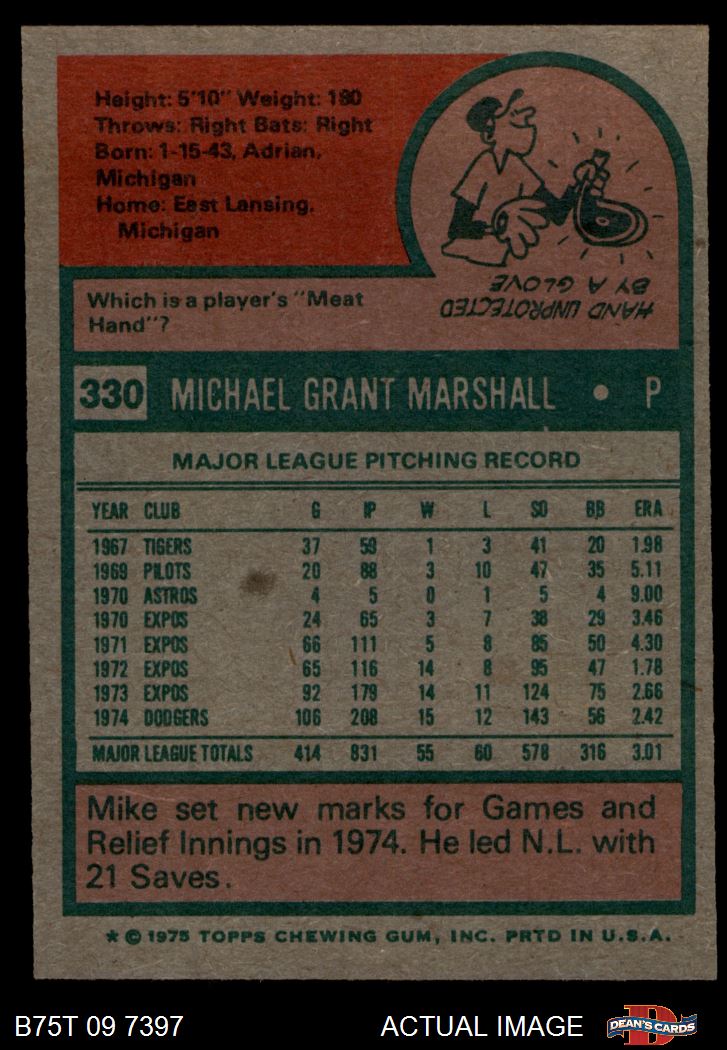 Height: 5'10" Weight: 180
Throws: Right Bats: Right
Born: 1-15-43, Adrian,
Michigan
Home: East Lansing,
Michigan
Which is a player's "Meat
Hand"?
HAND UNPROTECTED
BY A GLOVE
330 MICHAEL GRANT MARSHALL • P
MAJOR LEAGUE PITCHING RECORD
YEAR CLUB G IP W L SO BB ERA
1967 TIGERS 37 59 1 3 41 20 1.98
1969 PILOTS 20 88 3 10 47 35 5.11
1970 ASTROS 4 5 0 1 5 4 9.00
1970 EXPOS 24 65 3 7 38 29 3.46
1971 EXPOS 66 111 5 8 85 50 4.30
1972 EXPOS 65 116 14 8 95 47 1.78
1973 EXPOS 92 179 14 11 124 75 2.66
1974 DODGERS 106 208 15 12 143 56 2.42
MAJOR LEAGUE TOTALS 414 831 55 60 578 316 3.01
Mike set new marks for Games and
Relief Innings in 1974. He led N.L. with
21 Saves.
* © 1975 TOPPS CHEWING GUM, INC. PRTD IN U.S.A.
B75T 09 7397 ACTUAL IMAGE DEAN'S CARDS